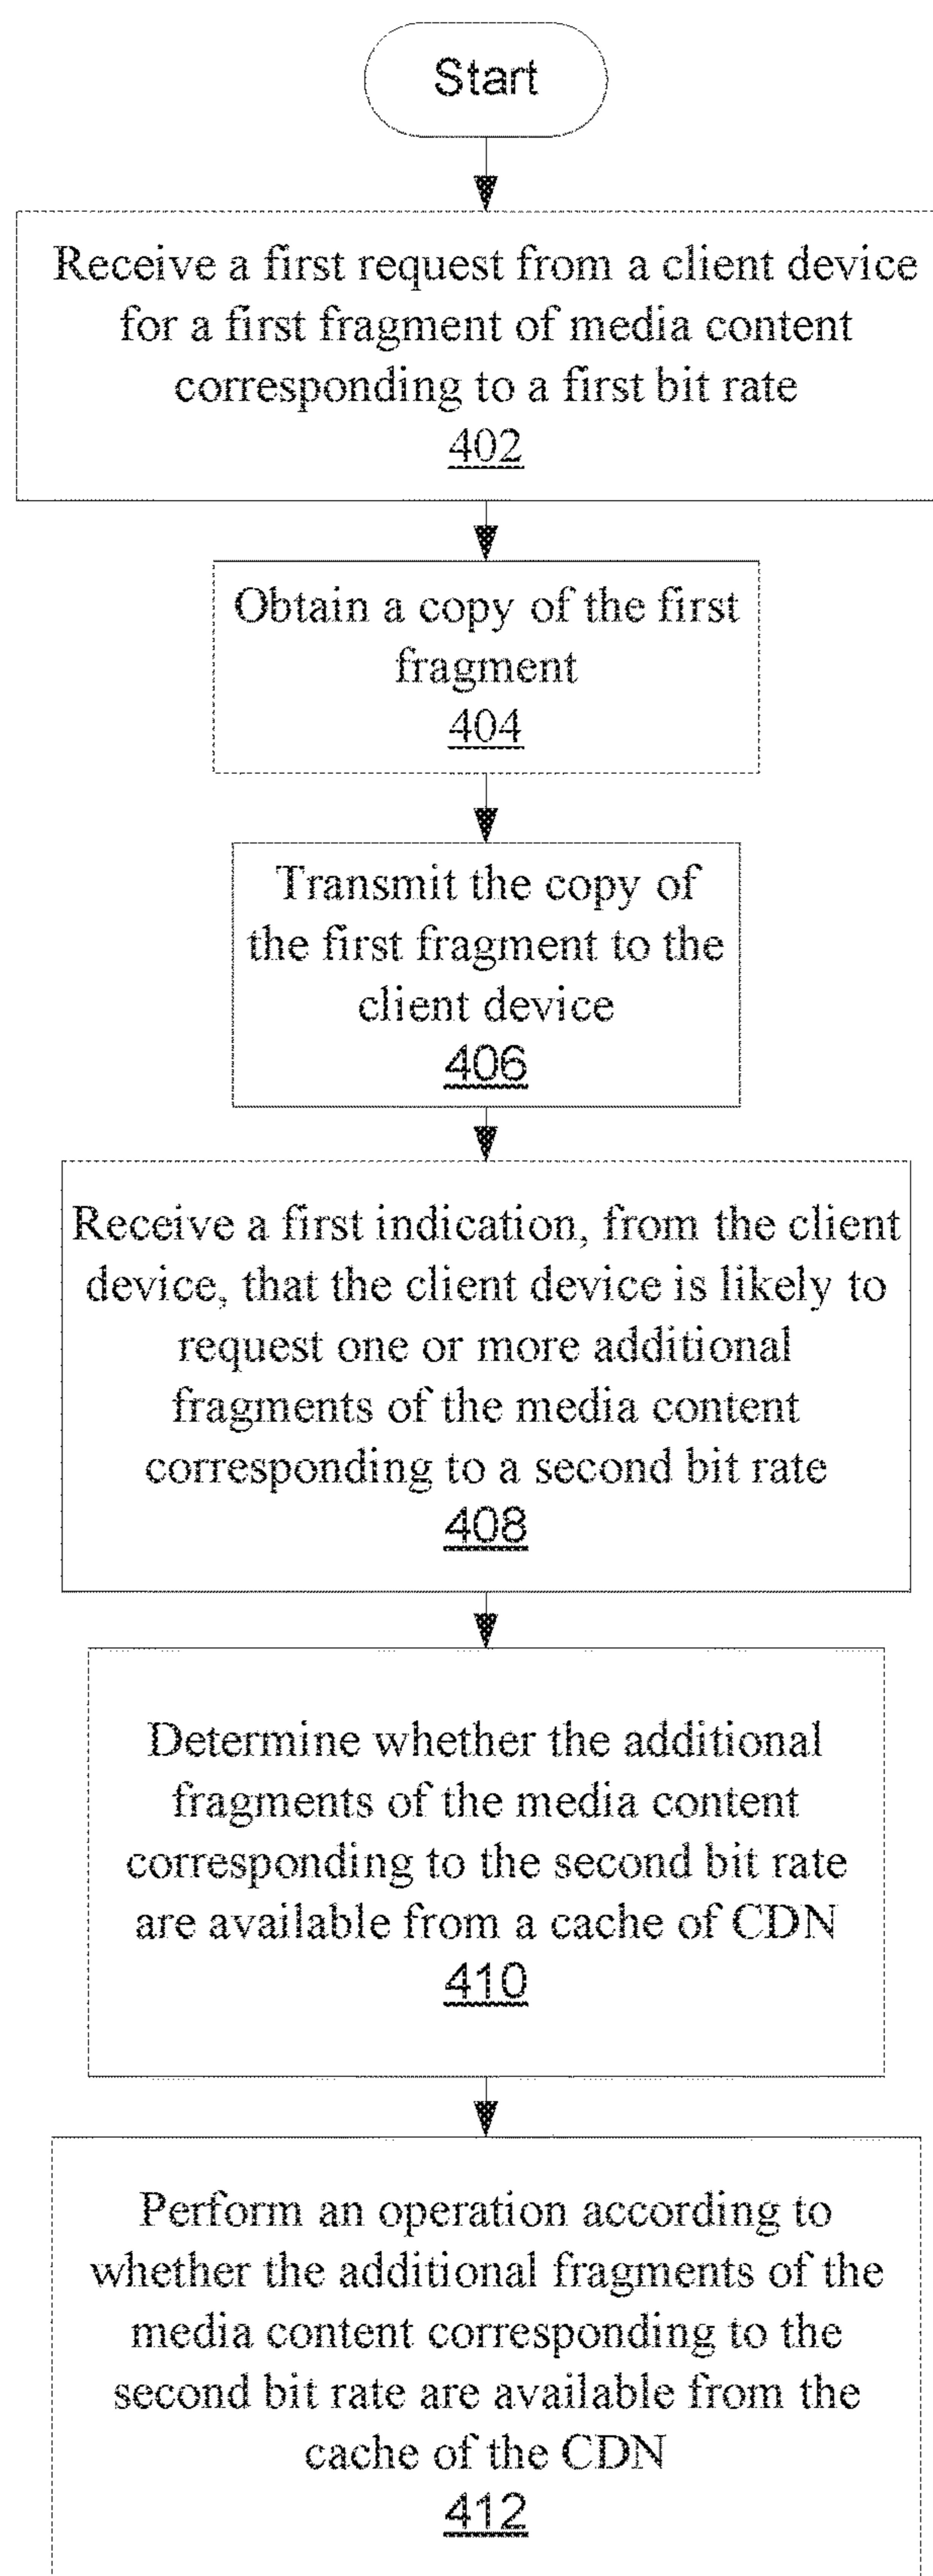 Start
Receive a first request from a client device
for a first fragment of media content
corresponding to a first bit rate
402
Obtain a copy of the first
fragment
404
Transmit the copy of
the first fragment to the
client device
406
Receive a first indication, from the client
device, that the client device is likely to
request one or more additional
fragments of the media content
corresponding to a second bit rate
408
Determine whether the additional
fragments of the media content
corresponding to the second bit rate
are available from a cache of CDN
410
Perform an operation according to
whether the additional fragments of the
media content corresponding to the
second bit rate are available from the
cache of the CDN
412